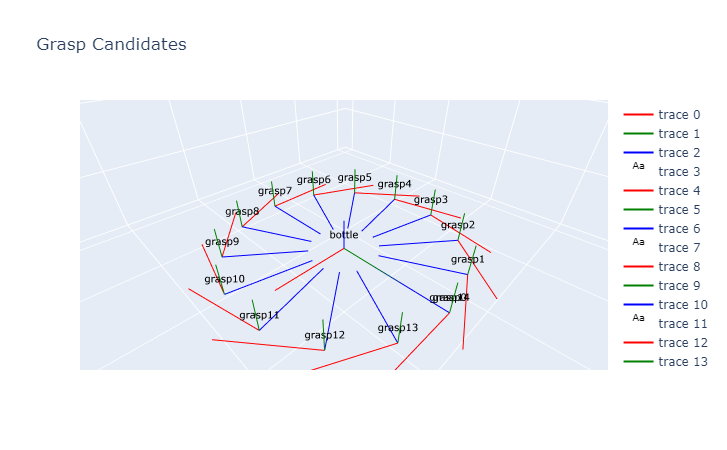 Grasp Candidates
trace 0
trace 1
trace 2
Aa trace 3
trace 4
trace 5
trace 6
Aa trace 7
trace 8
trace 9
trace 10
Aa trace 11
trace 12
trace 13
grasp5
grasp6
grasp4
grasp7
grasp3
grasp8
grasp2
bottle
grasp9
grasp1
grasp10
grasp11
grasp13
grasp12